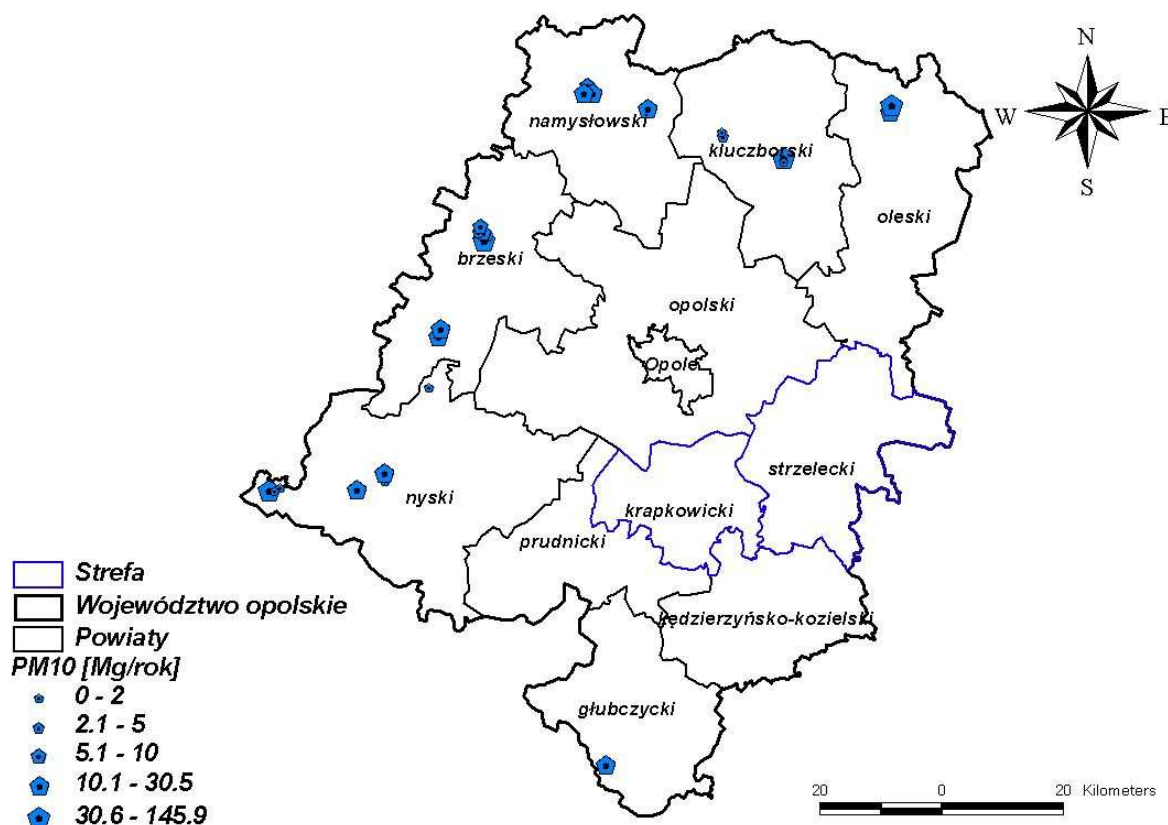 N
W
E
S
namysłowski
kluczborski
oleski
brzeski
opolski
Opole
strzelecki
nyski
krapkowicki
prudnicki
kędzierzyńsko-kozielski
głubczycki
Strefa
Województwo opolskie
Powiaty
PM10 [Mg/rok]
0 - 2
2.1 - 5
5.1 - 10
10.1 - 30.5
30.6 - 145.9
20 0 20 Kilometers